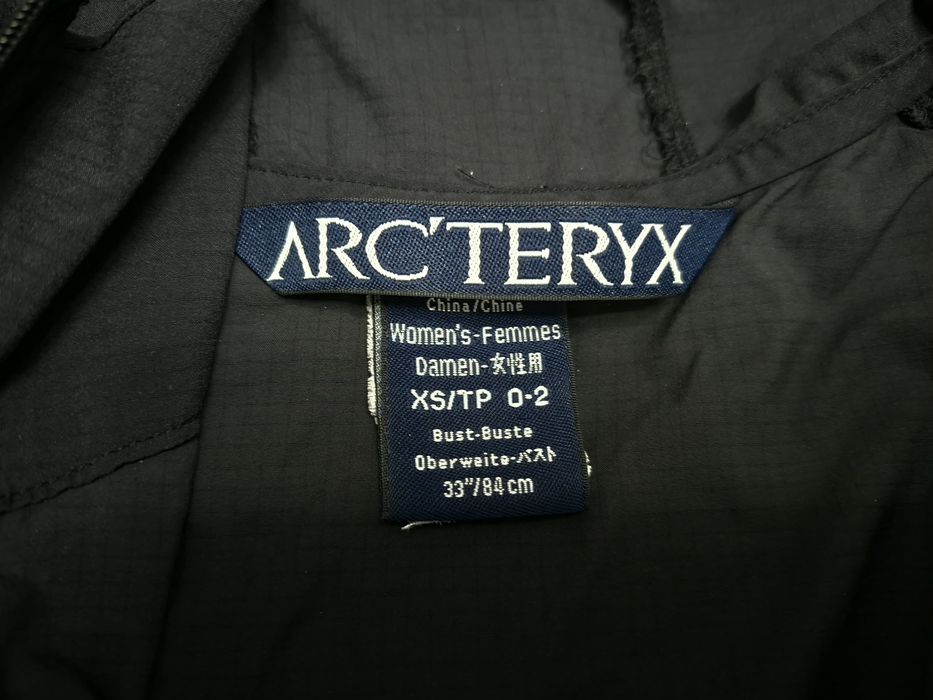 ARC'TERYX
China/Chine
Women's-Femmes
Damen-女性用
XS/TP 0-2
Bust-Buste
Oberweite-バスト
33"/84cm